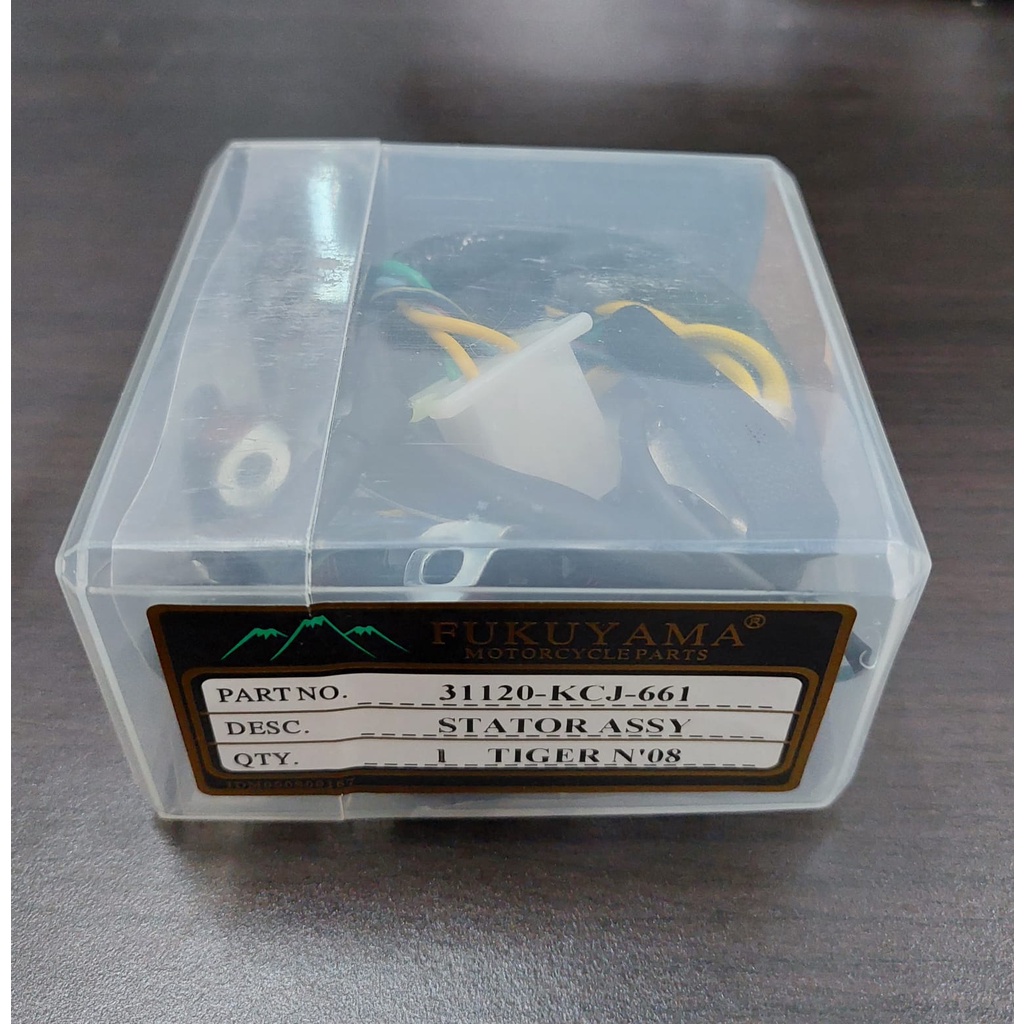 FUKUYAMA®
MOTORCYCLE PARTS
PART NO. 31120-KCJ-661
DESC. STATOR ASSY
QTY. 1 TIGER N'08